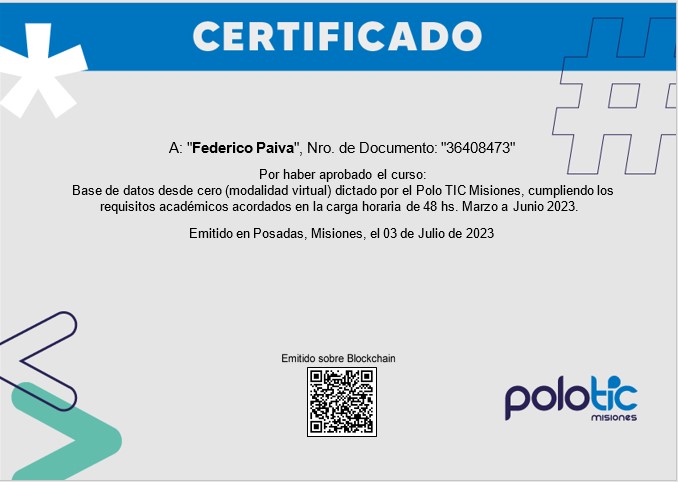 CERTIFICADO
A: "Federico Paiva", Nro. de Documento: "36408473"
Por haber aprobado el curso:
Base de datos desde cero (modalidad virtual) dictado por el Polo TIC Misiones, cumpliendo los
requisitos académicos acordados en la carga horaria de 48 hs. Marzo a Junio 2023.
Emitido en Posadas, Misiones, el 03 de Julio de 2023
Emitido sobre Blockchain
polotic
misiones